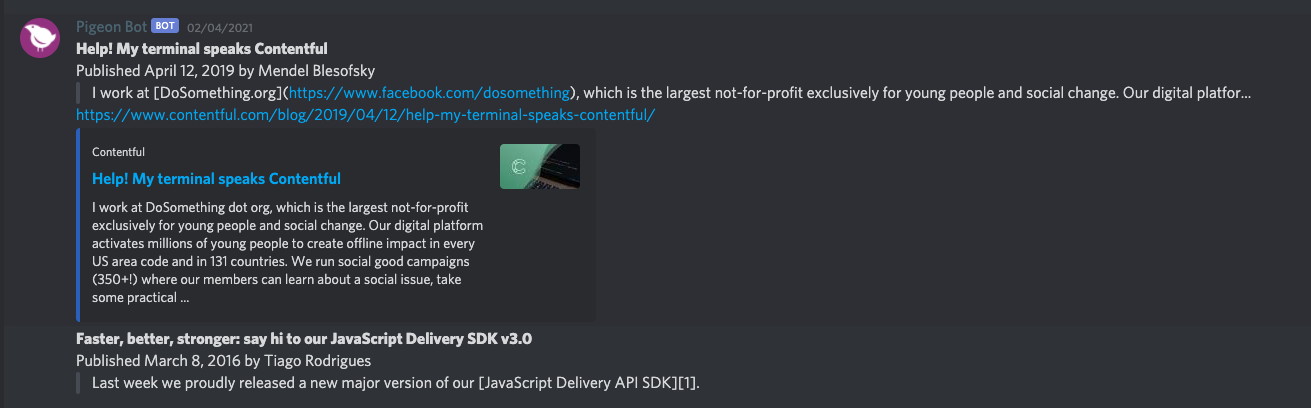 Pigeon Bot BOT 02/04/2021
Help! My terminal speaks Contentful
Published April 12, 2019 by Mendel Blesofsky
I work at [DoSomething.org](https://www.facebook.com/dosomething), which is the largest not-for-profit exclusively for young people and social change. Our digital platfor...
https://www.contentful.com/blog/2019/04/12/help-my-terminal-speaks-contentful/
Contentful
Help! My terminal speaks Contentful
I work at DoSomething dot org, which is the largest not-for-profit
exclusively for young people and social change. Our digital platform
activates millions of young people to create offline impact in every
US area code and in 131 countries. We run social good campaigns
(350+!) where our members can learn about a social issue, take
some practical ...
Faster, better, stronger: say hi to our JavaScript Delivery SDK v3.0
Published March 8, 2016 by Tiago Rodrigues
Last week we proudly released a new major version of our [JavaScript Delivery API SDK][1].